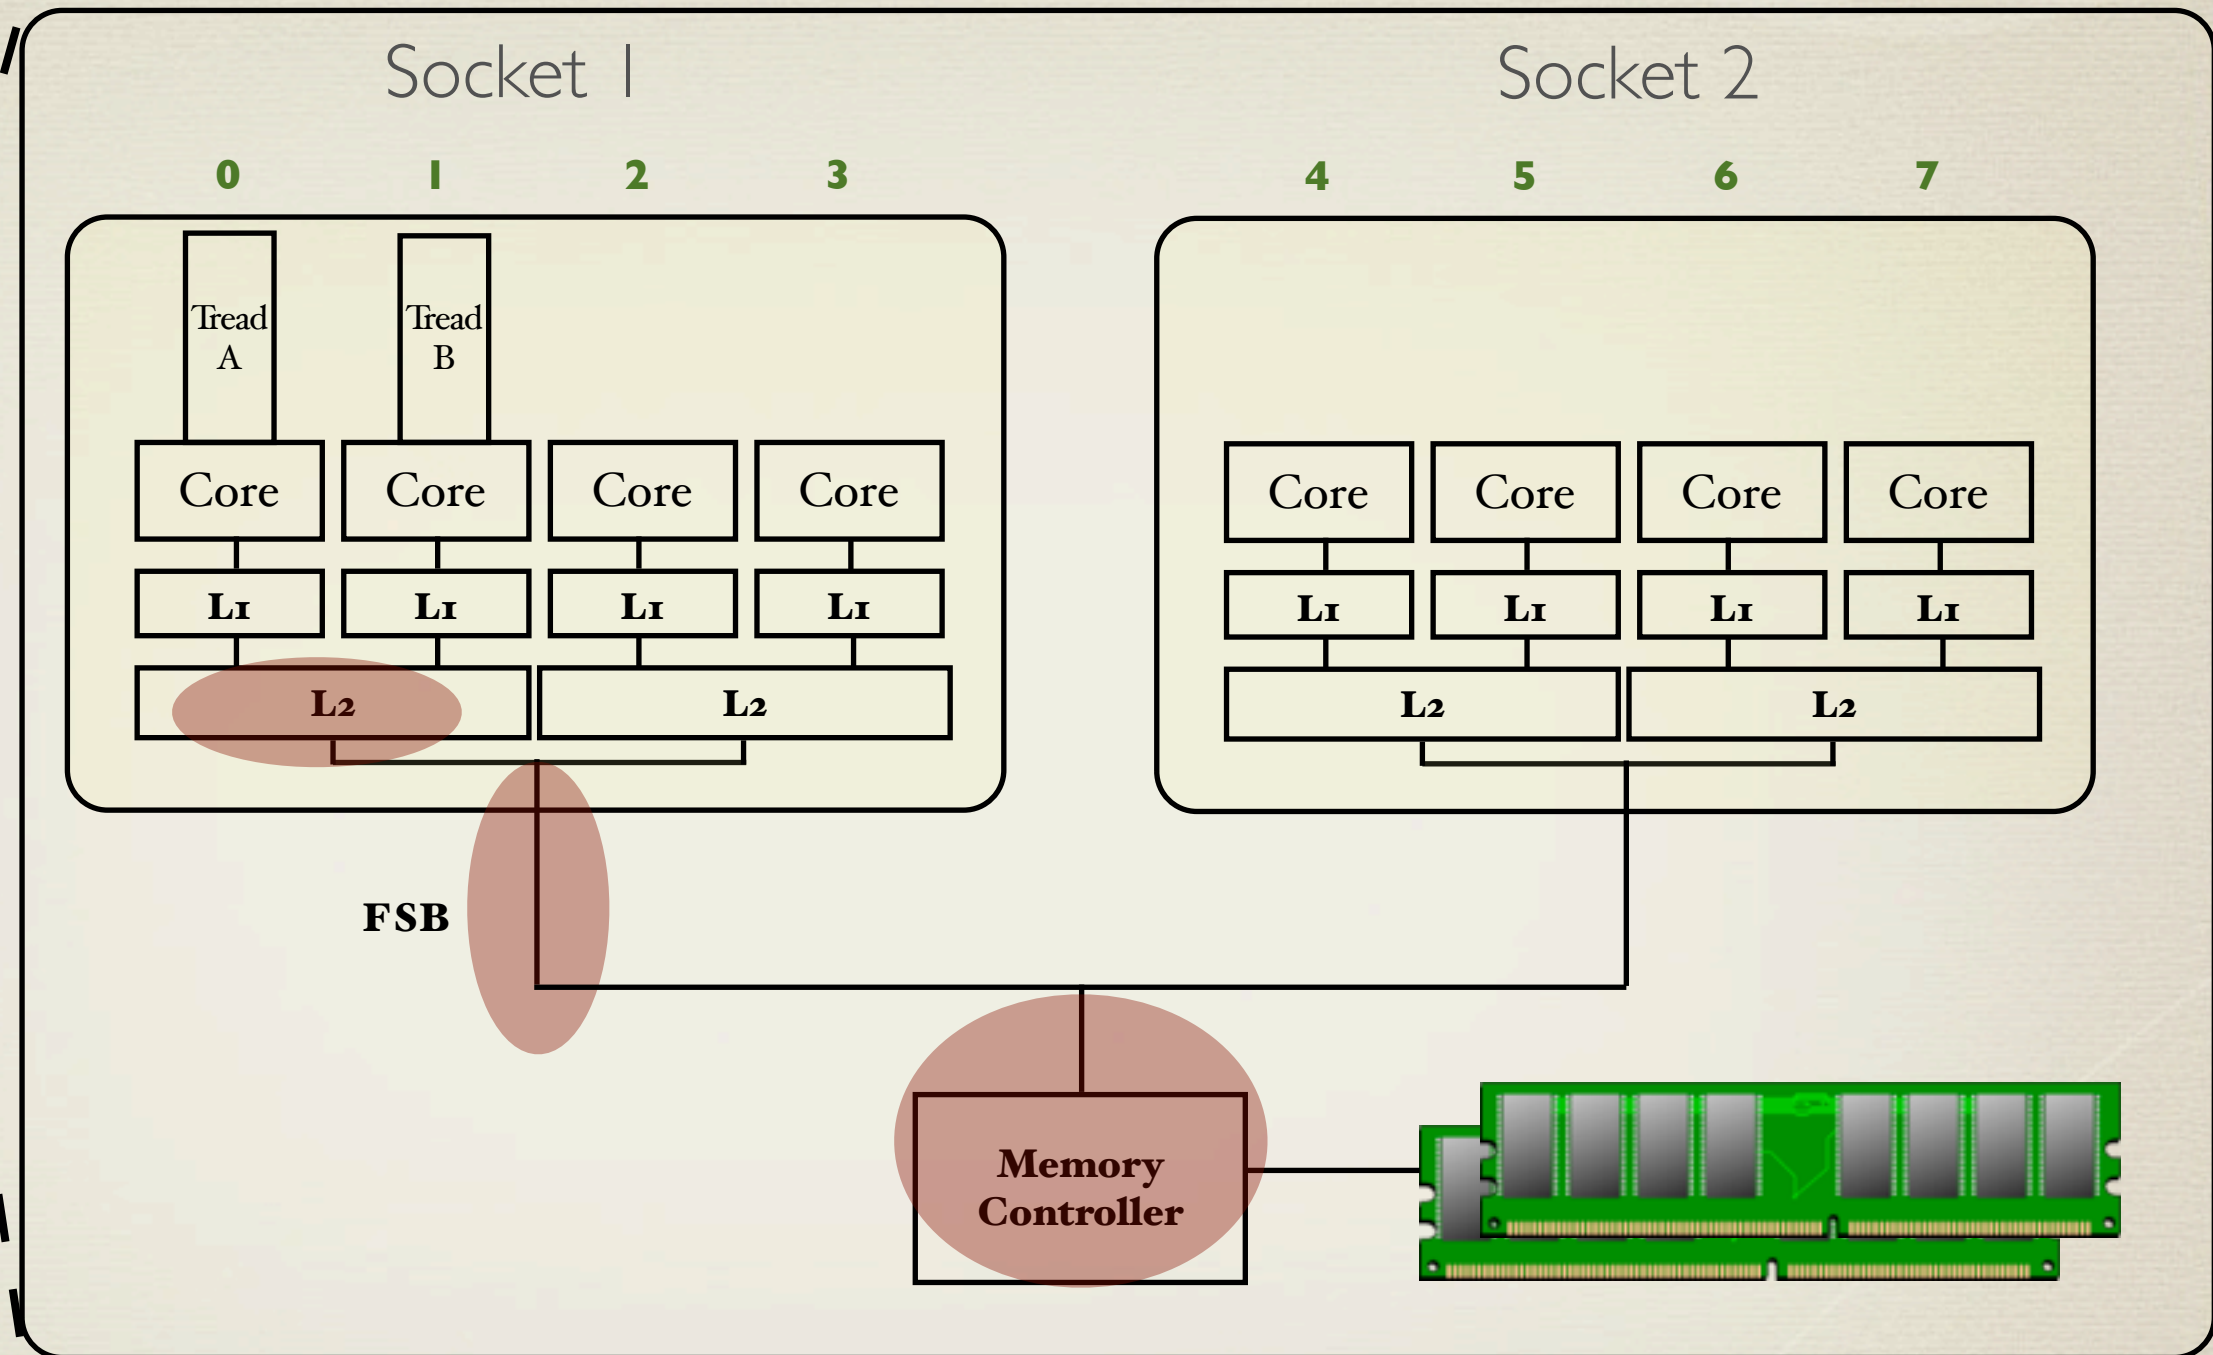 Socket 1 Socket 2
0 1 2 3 4 5 6 7
Tread Tread
A B
Core Core Core Core Core Core Core Core
L1 L1 L1 L1 L1 L1 L1 L1
L2 L2 L2 L2
FSB
Memory
Controller